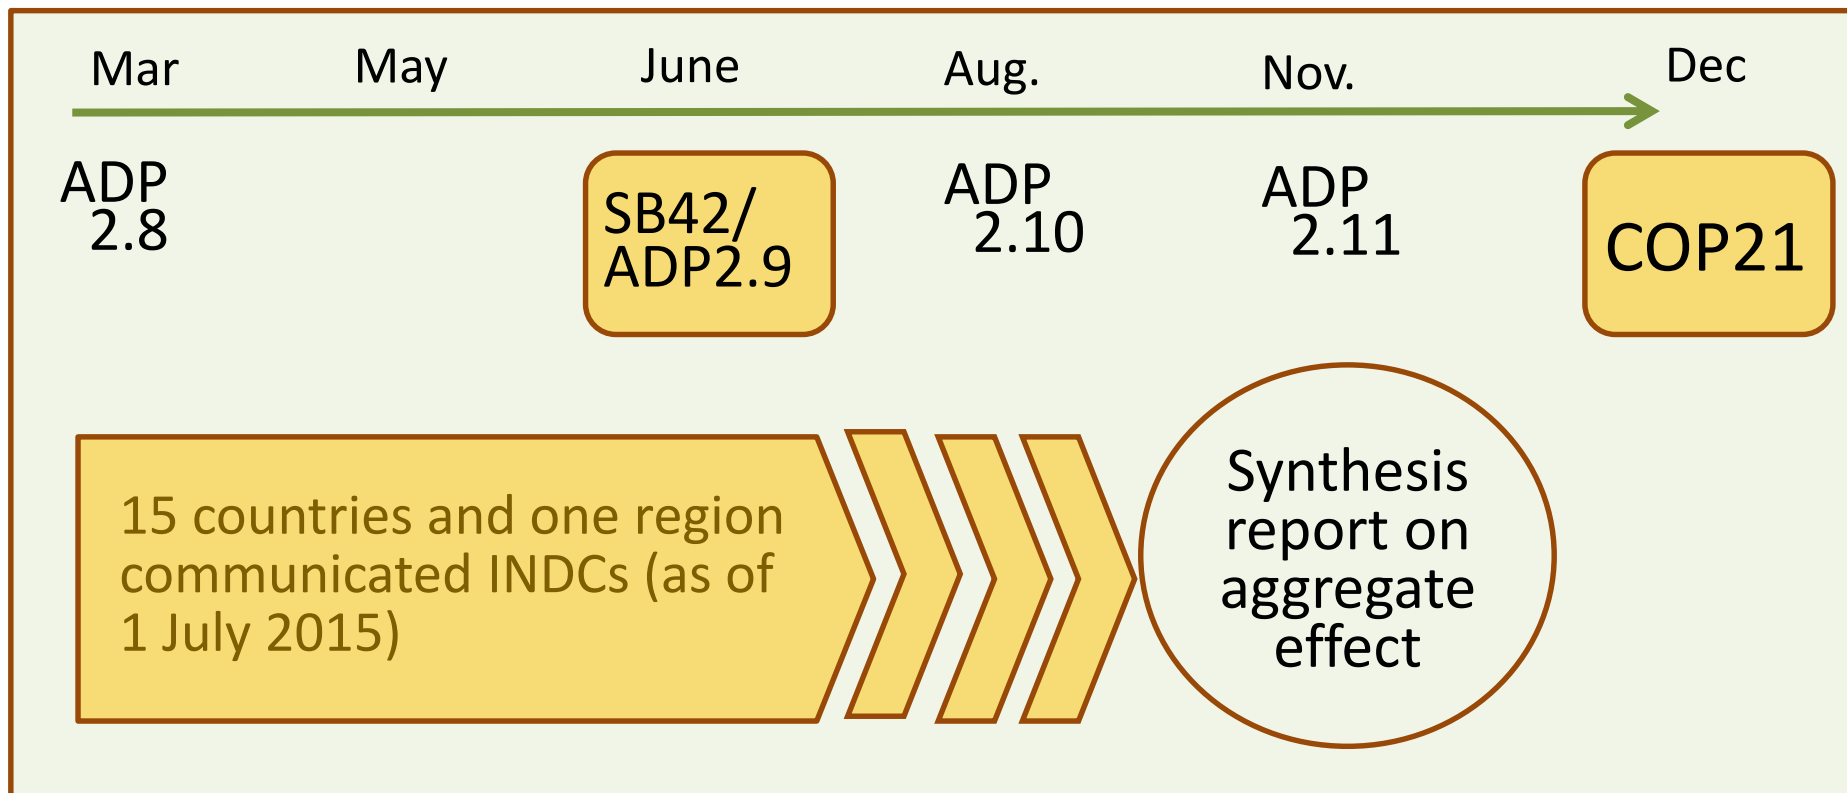 Mar
May
June
Aug.
Nov.
Dec
ADP
2.8
SB42/
ADP2.9
ADP
2.10
ADP
2.11
COP21
15 countries and one region
communicated INDCs (as of
1 July 2015)
Synthesis
report on
aggregate
effect